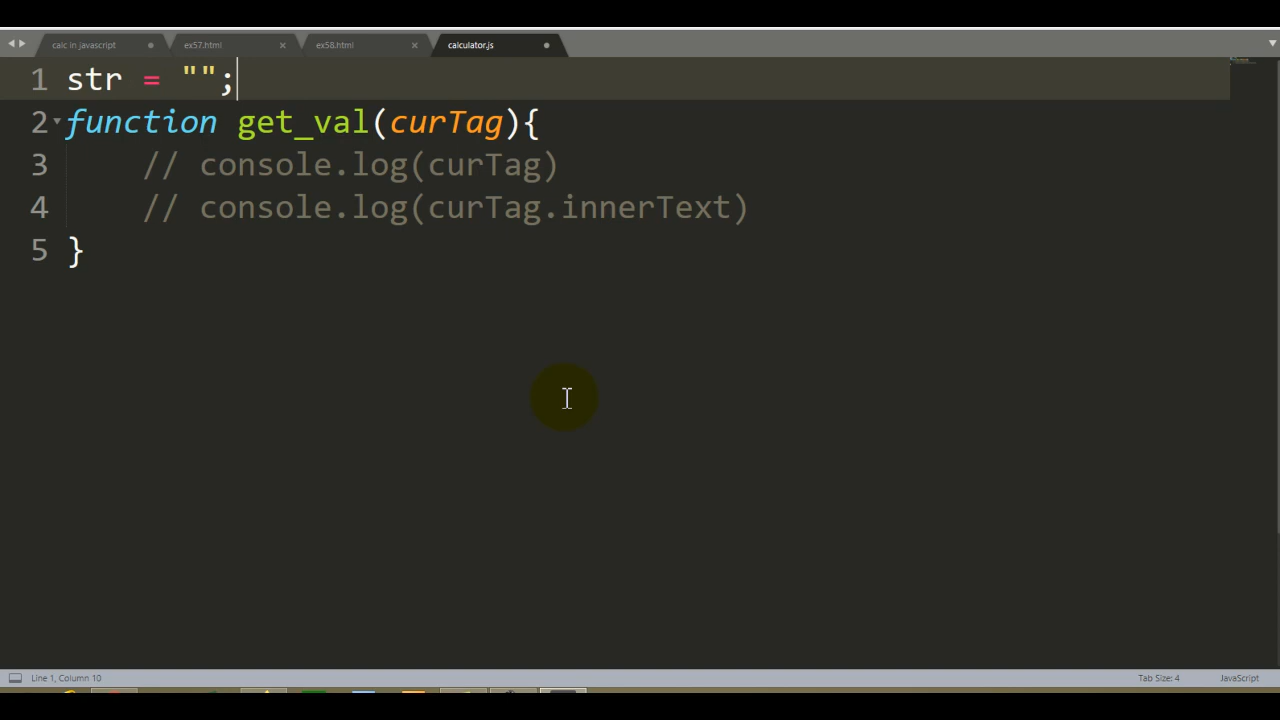 calc in javascript ex57.html ex58.html calculator.js
1 str = "";
2 function get_val(curTag){
3 // console.log(curTag)
4 // console.log(curTag.innerText)
5 }
Line 1, Column 10 Tab Size: 4 JavaScript